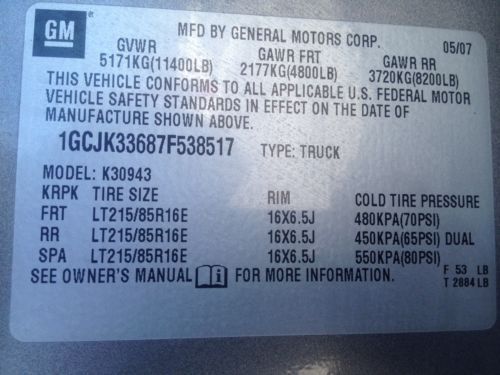 GM
MFD BY GENERAL MOTORS CORP. 05/07
GVWR GAWR FRT GAWR RR
5171KG(11400LB) 2177KG(4800LB) 3720KG(8200LB)
THIS VEHICLE CONFORMS TO ALL APPLICABLE U.S. FEDERAL MOTOR
VEHICLE SAFETY STANDARDS IN EFFECT ON THE DATE OF
MANUFACTURE SHOWN ABOVE.
1GCJK33687F538517 TYPE: TRUCK
MODEL: K30943
KRPK TIRE SIZE RIM COLD TIRE PRESSURE
FRT LT215/85R16E 16X6.5J 480KPA(70PSI)
RR LT215/85R16E 16X6.5J 450KPA(65PSI) DUAL
SPA LT215/85R16E 16X6.5J 550KPA(80PSI)
SEE OWNER'S MANUAL FOR MORE INFORMATION. F 53 LB
T 2884 LB